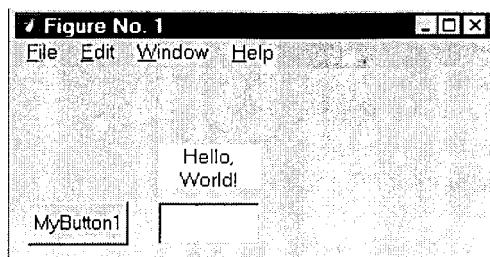 Figure No. 1
File Edit Window Help
Hello,
World!
MyButton1